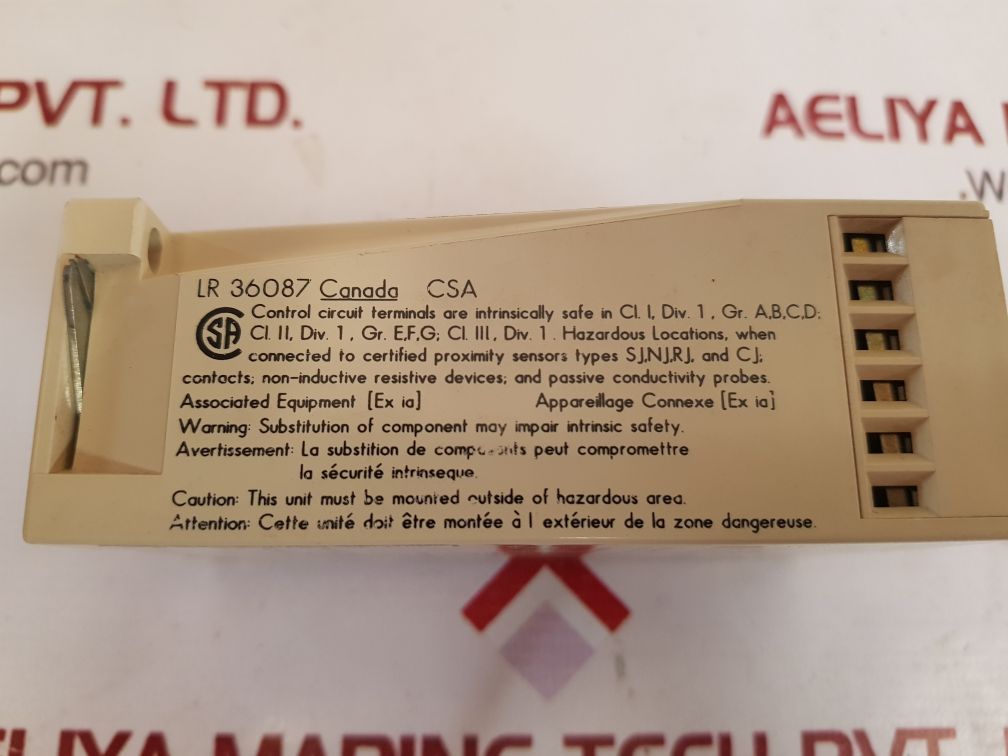 PVT. LTD.
AELIYA
com
.w
LR 36087 Canada CSA
Control circuit terminals are intrinsically safe in Cl. I, Div. 1, Gr. A,B,C,D;
SA Cl. II, Div. 1, Gr. E,F,G; Cl. III, Div. 1. Hazardous Locations, when
connected to certified proximity sensors types SJ,NJ,RJ, and CJ;
contacts; non-inductive resistive devices; and passive conductivity probes.
Associated Equipment [Ex ia] Appareillage Connexe [Ex ia]
Warning: Substitution of component may impair intrinsic safety.
Avertissement: La substition de composants peut compromettre
la sécurité intrinseque.
Caution: This unit must be mounted outside of hazardous area.
Attention: Cette unité doit être montée à l extérieur de la zone dangereuse.
ELIYA MARINE TECH PVT.